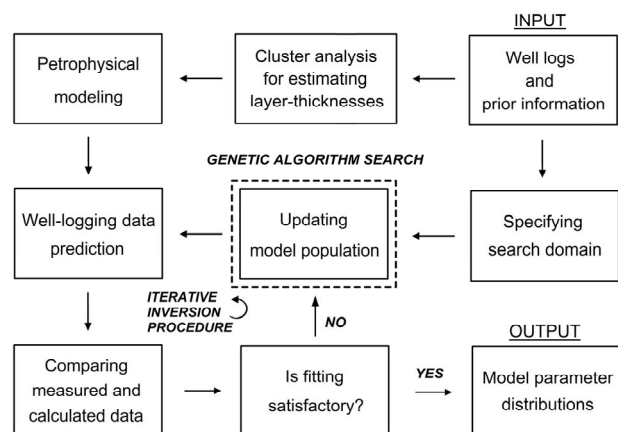 INPUT
Petrophysical
modeling
Cluster analysis
for estimating
layer-thicknesses
Well logs
and
prior information
GENETIC ALGORITHM SEARCH
Well-logging data
prediction
Updating
model population
Specifying
search domain
ITERATIVE
INVERSION
PROCEDURE
NO
OUTPUT
Comparing
measured and
calculated data
Is fitting
satisfactory?
YES
Model parameter
distributions